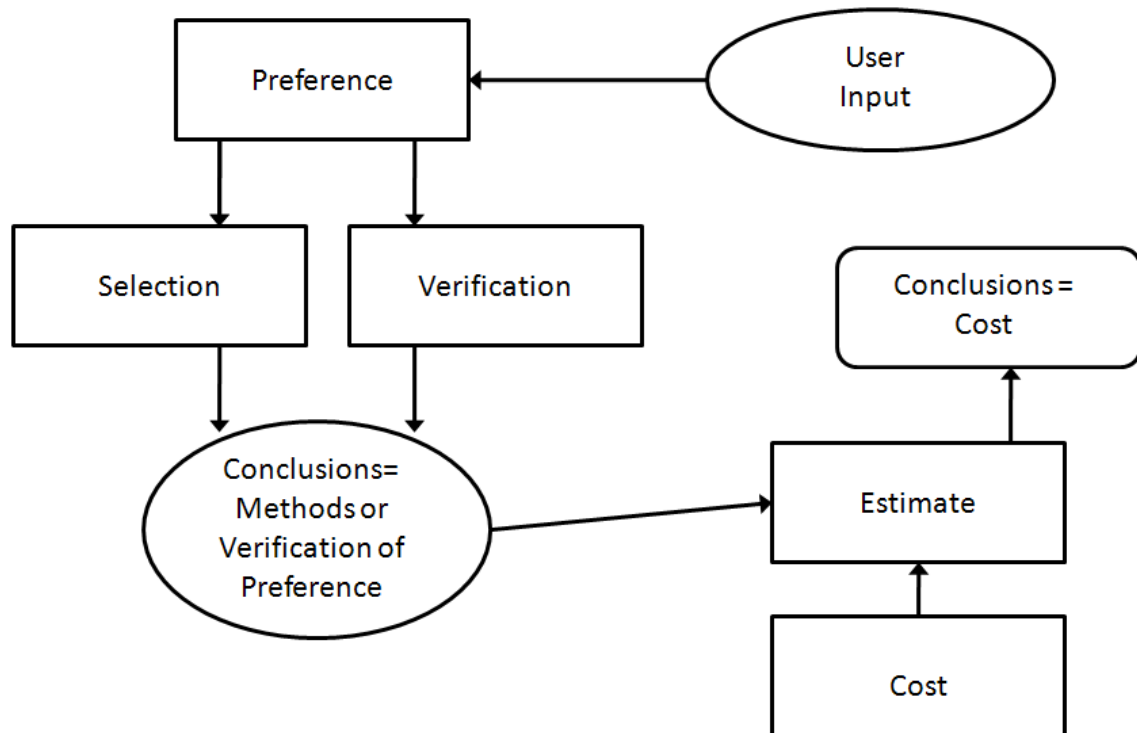 Preference
User
Input
Selection
Verification
Conclusions =
Cost
Conclusions=
Methods or
Verification of
Preference
Estimate
Cost